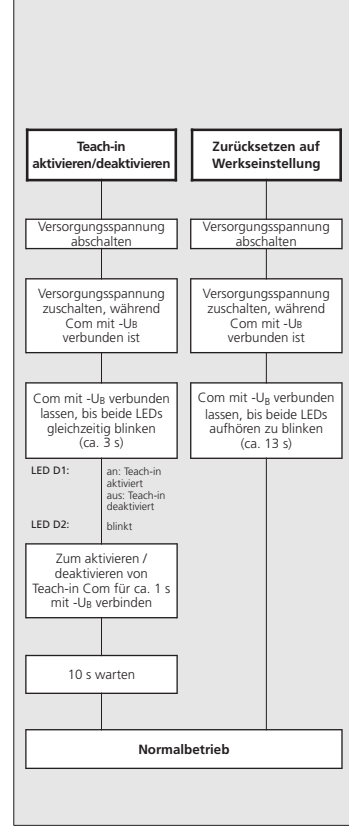 Teach-in
aktivieren/deaktivieren
Zurücksetzen auf
Werkseinstellung
Versorgungsspannung
abschalten
Versorgungsspannung
abschalten
Versorgungsspannung
zuschalten, während
Com mit -UB
verbunden ist
Versorgungsspannung
zuschalten, während
Com mit -UB
verbunden ist
Com mit -UB verbunden
lassen, bis beide LEDs
gleichzeitig blinken
(ca. 3 s)
Com mit -UB verbunden
lassen, bis beide LEDs
aufhören zu blinken
(ca. 13 s)
LED D1: an: Teach-in
aktiviert
aus: Teach-in
deaktiviert
LED D2: blinkt
Zum aktivieren /
deaktivieren von
Teach-in Com für ca. 1 s
mit -UB verbinden
10 s warten
Normalbetrieb